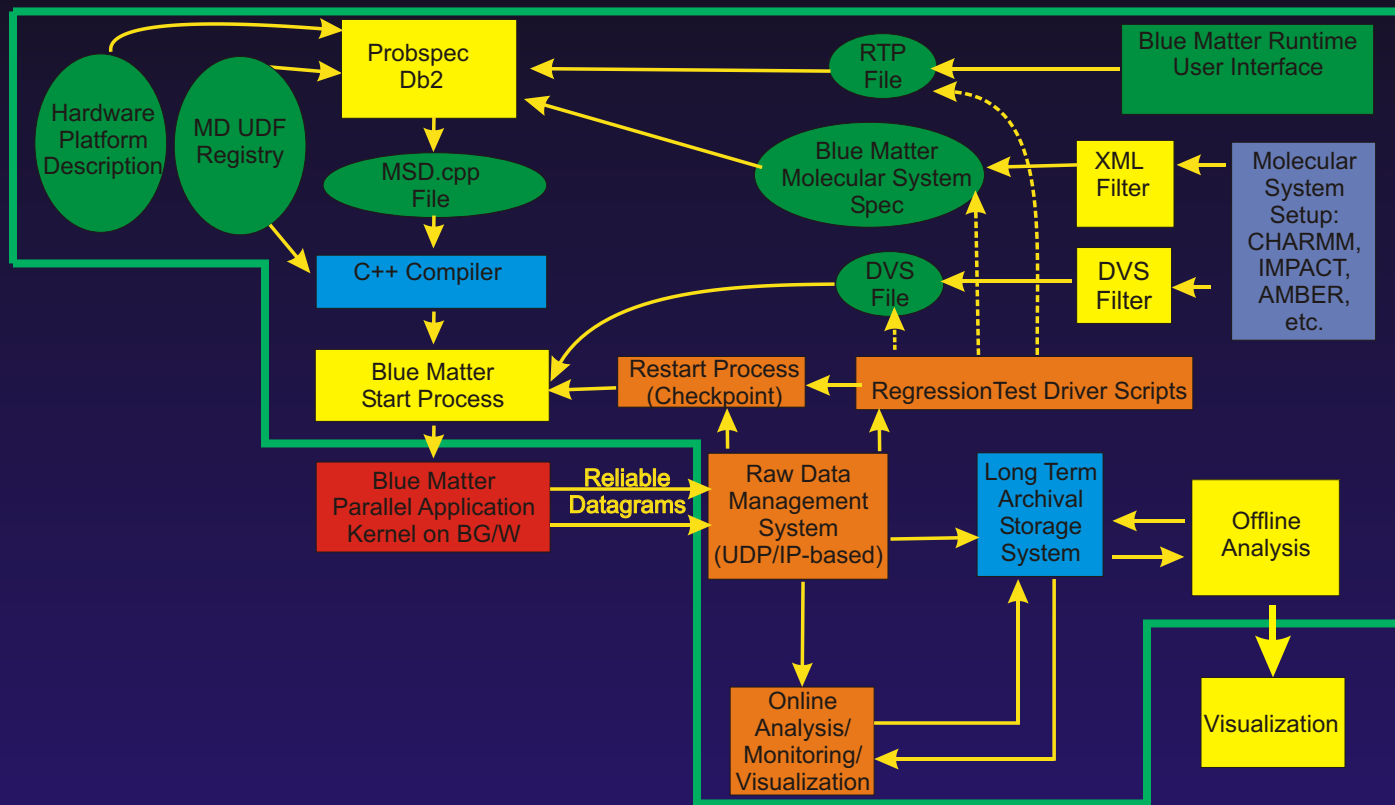 Hardware
Platform
Description
MD UDF
Registry
Probspec
Db2
RTP
File
Blue Matter Runtime
User Interface
MSD.cpp
File
Blue Matter
Molecular System
Spec
XML
Filter
Molecular
System
Setup:
CHARMM,
IMPACT,
AMBER,
etc.
C++ Compiler
DVS
File
DVS
Filter
Blue Matter
Start Process
Restart Process
(Checkpoint)
RegressionTest Driver Scripts
Blue Matter
Parallel Application
Kernel on BG/W
Reliable
Datagrams
Raw Data
Management
System
(UDP/IP-based)
Long Term
Archival
Storage
System
Offline
Analysis
Online
Analysis/
Monitoring/
Visualization
Visualization